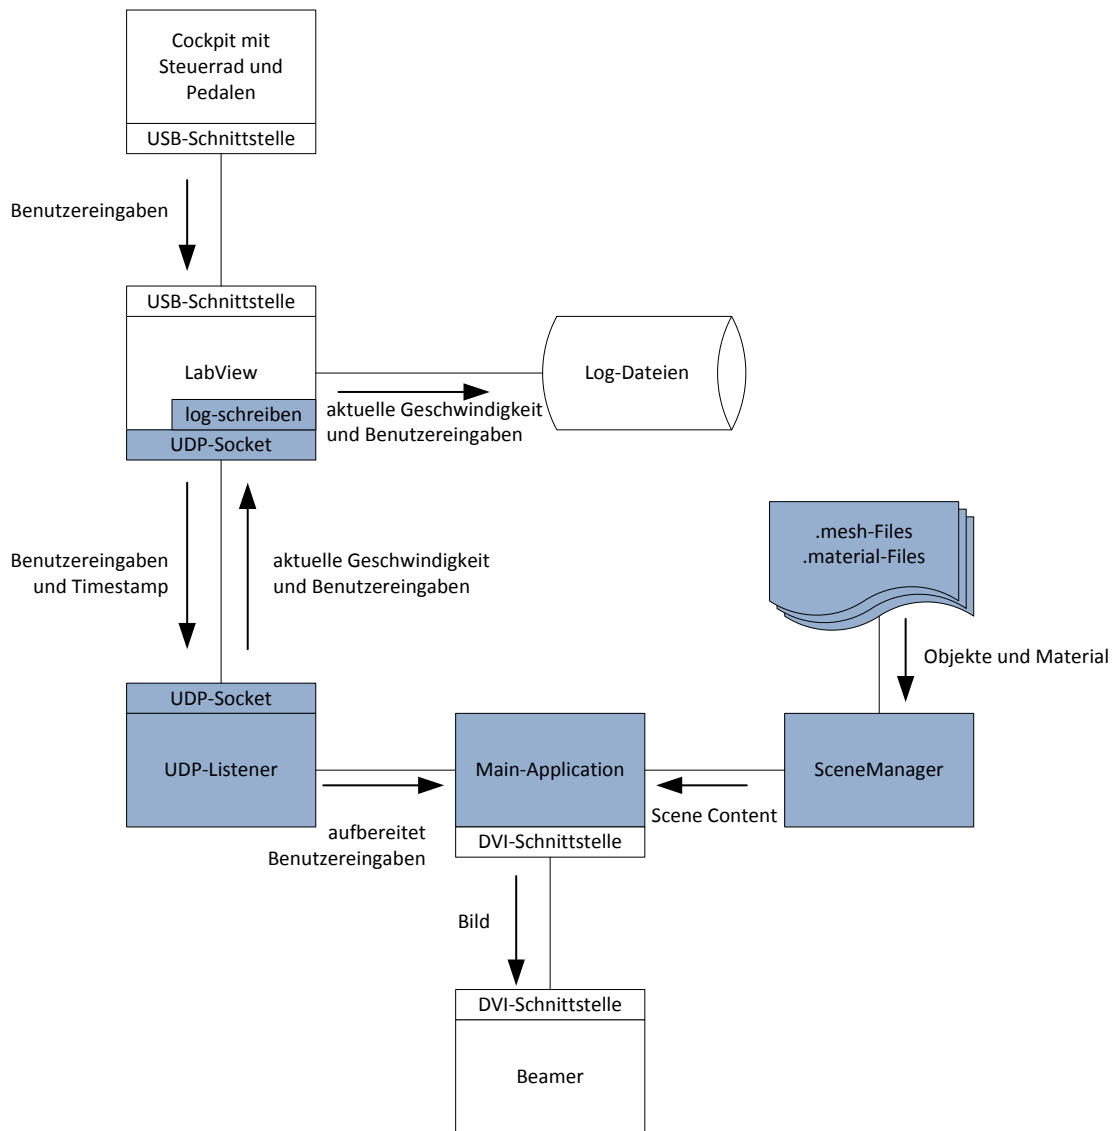 Cockpit mit
Steuerrad und
Pedalen
USB-Schnittstelle
Benutzereingaben
USB-Schnittstelle
LabView
log-schreiben
UDP-Socket
aktuelle Geschwindigkeit
und Benutzereingaben
Log-Dateien
Benutzereingaben
und Timestamp
aktuelle Geschwindigkeit
und Benutzereingaben
.mesh-Files
.material-Files
Objekte und Material
UDP-Socket
UDP-Listener
aufbereitet
Benutzereingaben
Main-Application
DVI-Schnittstelle
Scene Content
SceneManager
Bild
DVI-Schnittstelle
Beamer